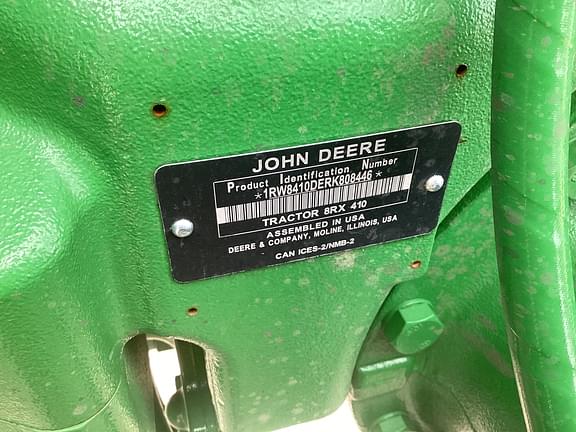 JOHN DEERE
Product Identification Number
*1RW8410DERK808446*
TRACTOR 8RX 410
ASSEMBLED IN USA
DEERE & COMPANY, MOLINE, ILLINOIS, USA
CAN ICES-2/NMB-2